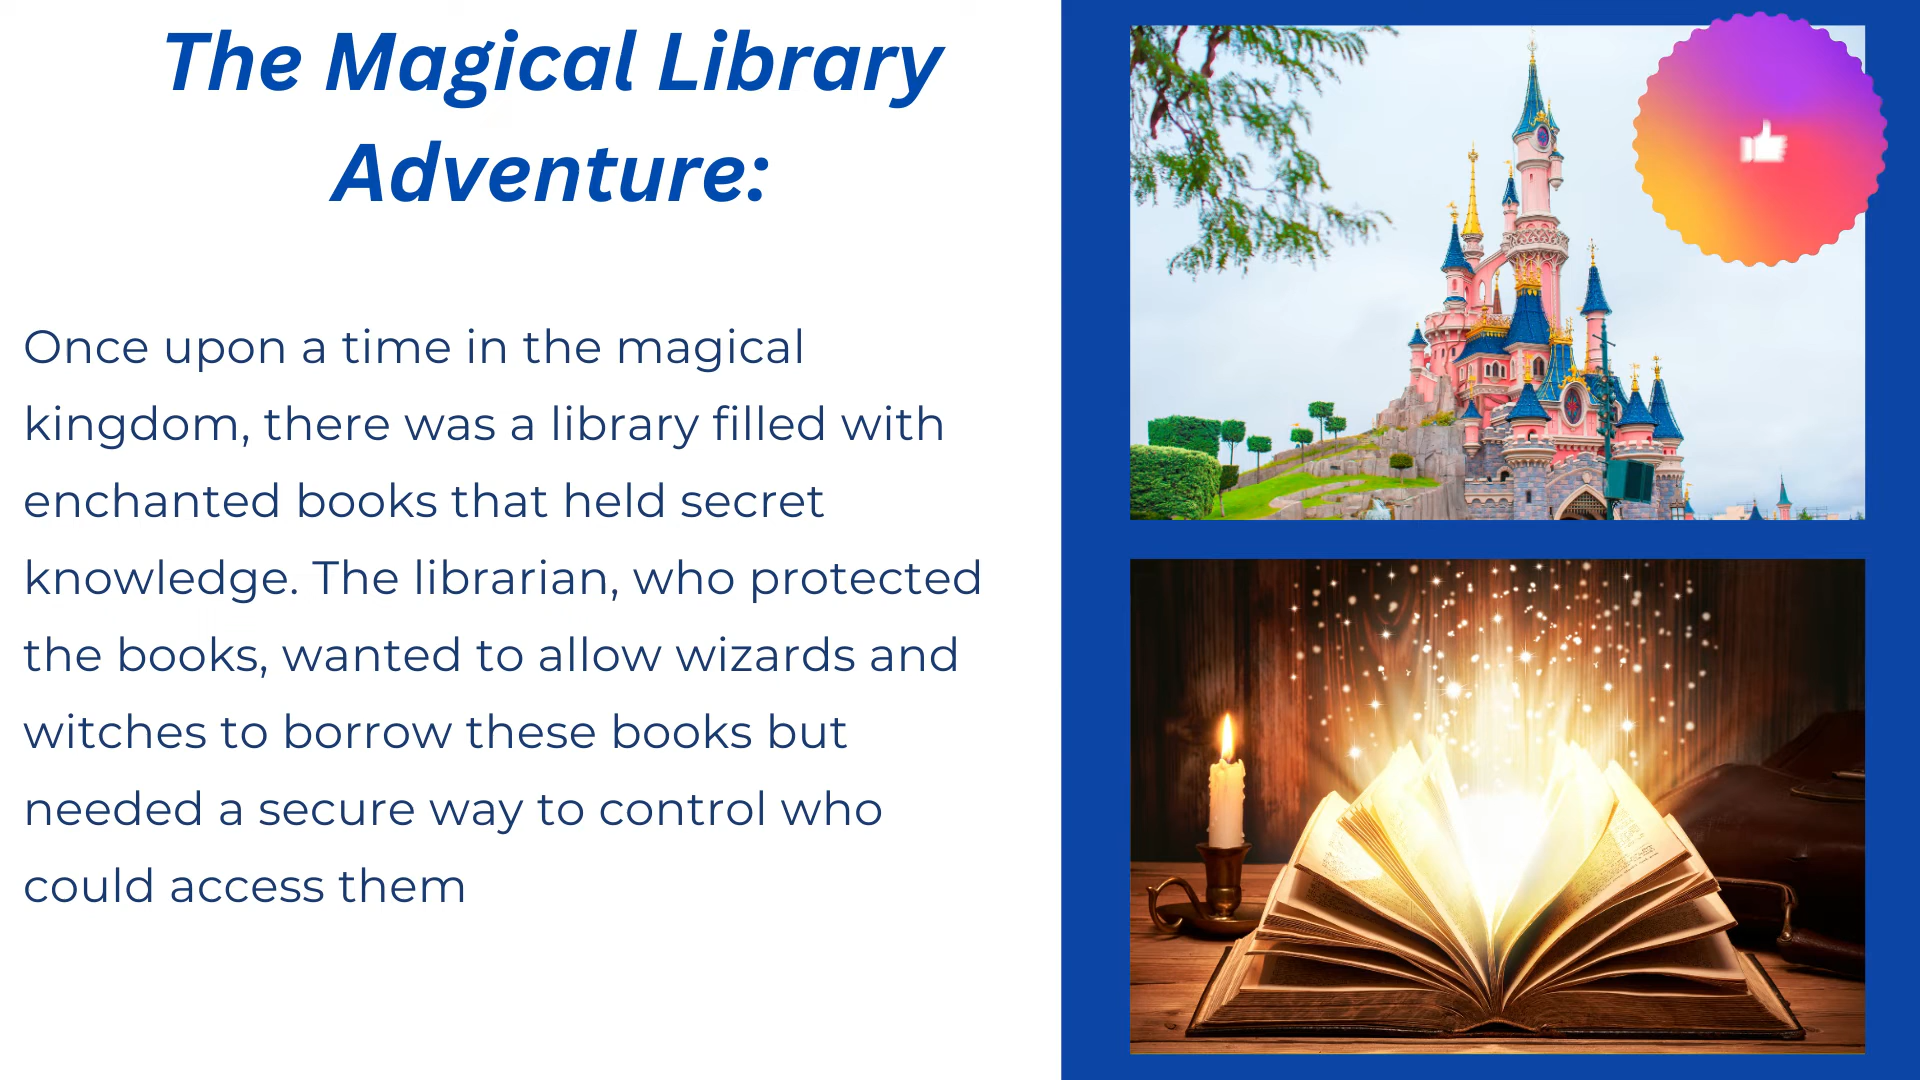 The Magical Library
Adventure:
Once upon a time in the magical
kingdom, there was a library filled with
enchanted books that held secret
knowledge. The librarian, who protected
the books, wanted to allow wizards and
witches to borrow these books but
needed a secure way to control who
could access them